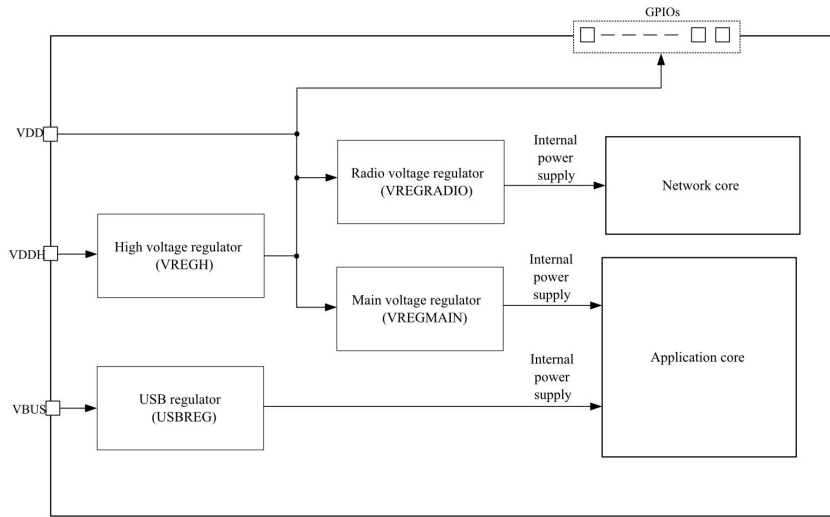 GPIOs
VDD
Radio voltage regulator
(VREGRADIO)
Internal
power
supply
Network core
VDDH
High voltage regulator
(VREGH)
Main voltage regulator
(VREGMAIN)
Internal
power
supply
Application core
VBUS
USB regulator
(USBREG)
Internal
power
supply